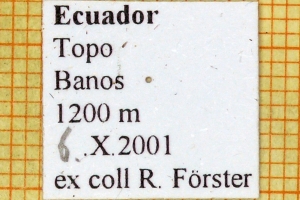 Ecuador
Topo
Banos
1200 m
6.X.2001
ex coll R. Förster